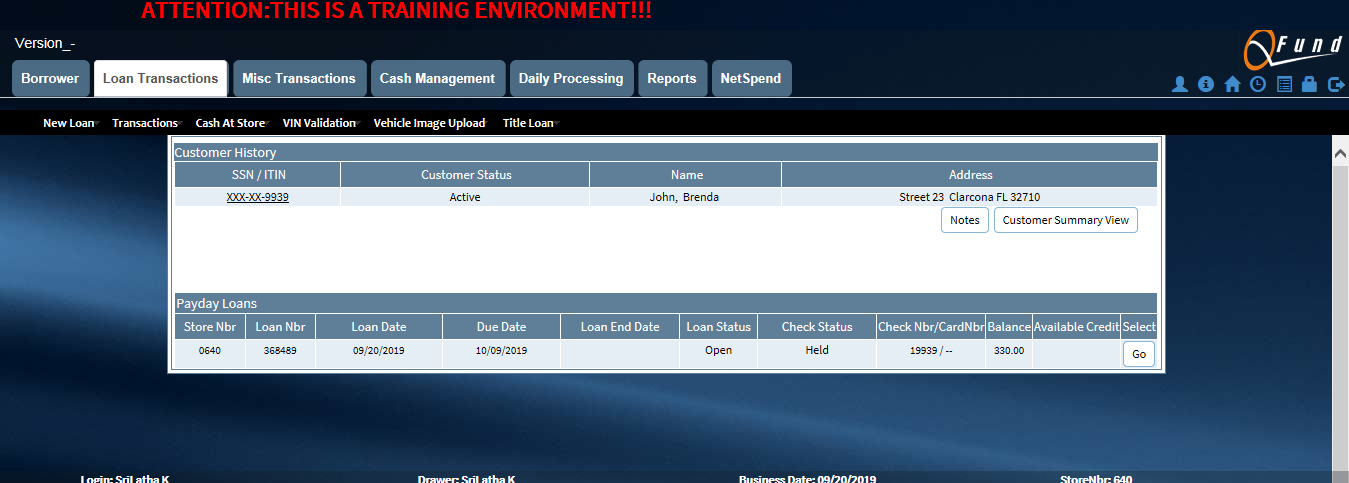 ATTENTION:THIS IS A TRAINING ENVIRONMENT!!!
Version_-
QFund
Borrower Loan Transactions Misc Transactions Cash Management Daily Processing Reports NetSpend
New Loan Transactions Cash At Store VIN Validation Vehicle Image Upload Title Loan
Customer History
SSN / ITIN Customer Status Name Address
XXX-XX-9939 Active John, Brenda Street 23 Clarcona FL 32710
Notes Customer Summary View
Payday Loans
Store Nbr Loan Nbr Loan Date Due Date Loan End Date Loan Status Check Status Check Nbr/CardNbr Balance Available Credit Select
0640 368489 09/20/2019 10/09/2019 Open Held 19939 / -- 330.00 Go
Login: SriLatha K Drawer: SriLatha K Business Date: 09/20/2019 StoreNbr: 640